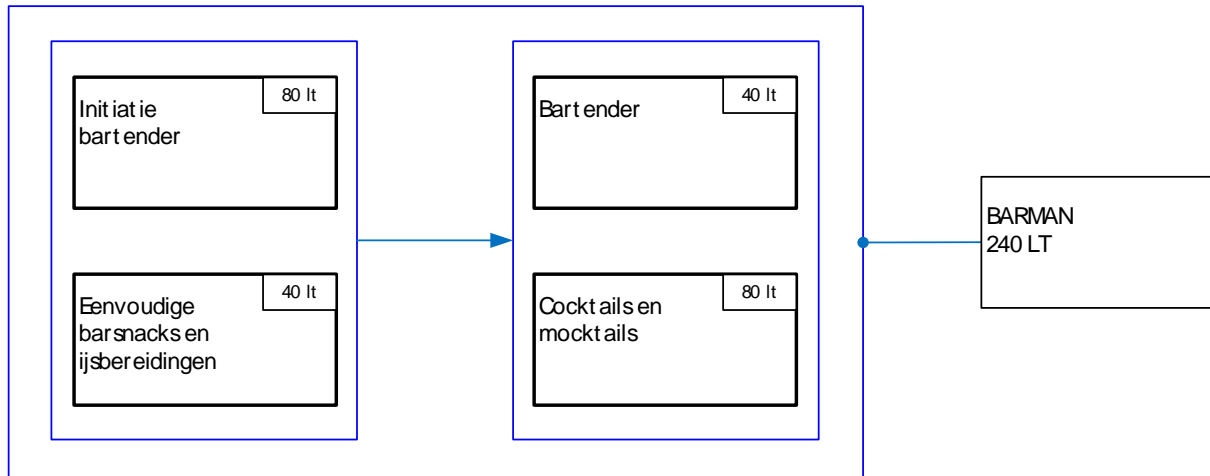 80 lt
Initiatie
bartender
40 lt
Eenvoudige
barsnacks en
ijsbereidingen
40 lt
Bartender
80 lt
Cocktails en
mocktails
BARMAN
240 LT